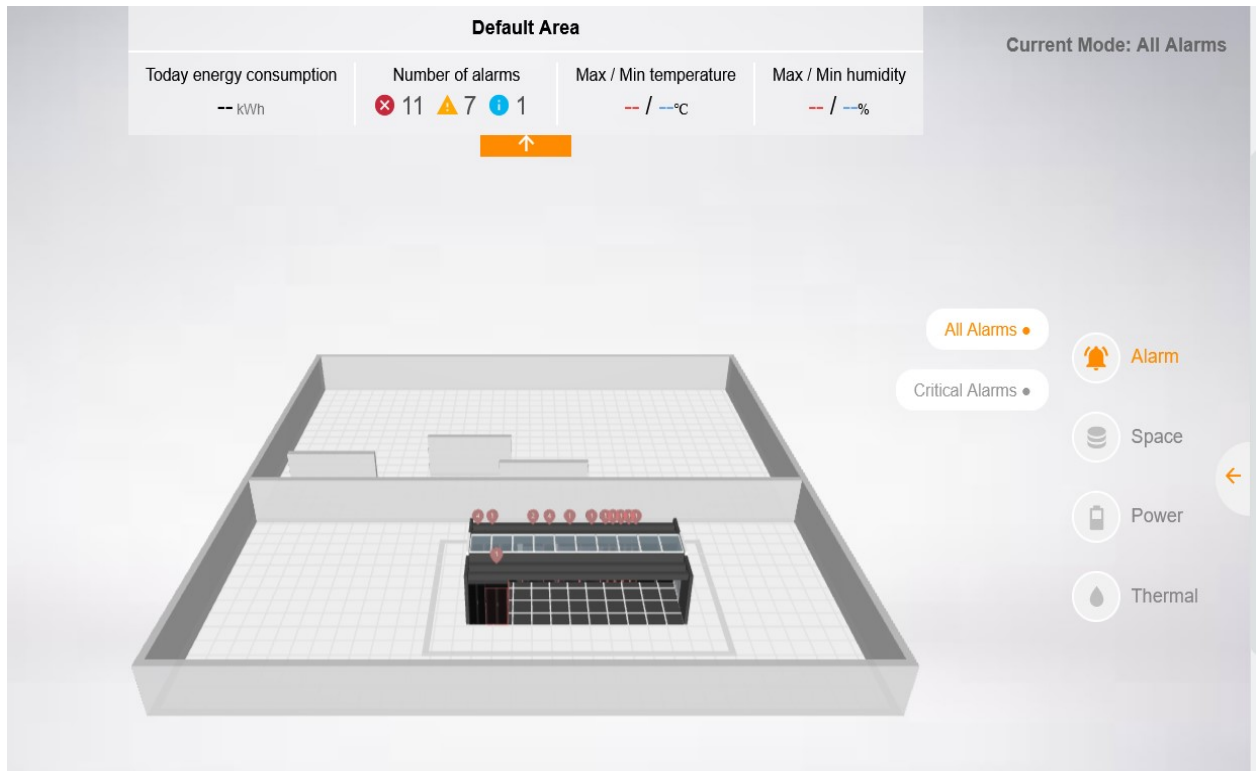 Default Area
Current Mode: All Alarms
Today energy consumption
-- kWh
Number of alarms
11 7 1
Max / Min temperature
-- / --℃
Max / Min humidity
-- / --%
All Alarms
Alarm
Critical Alarms
Space
Power
Thermal